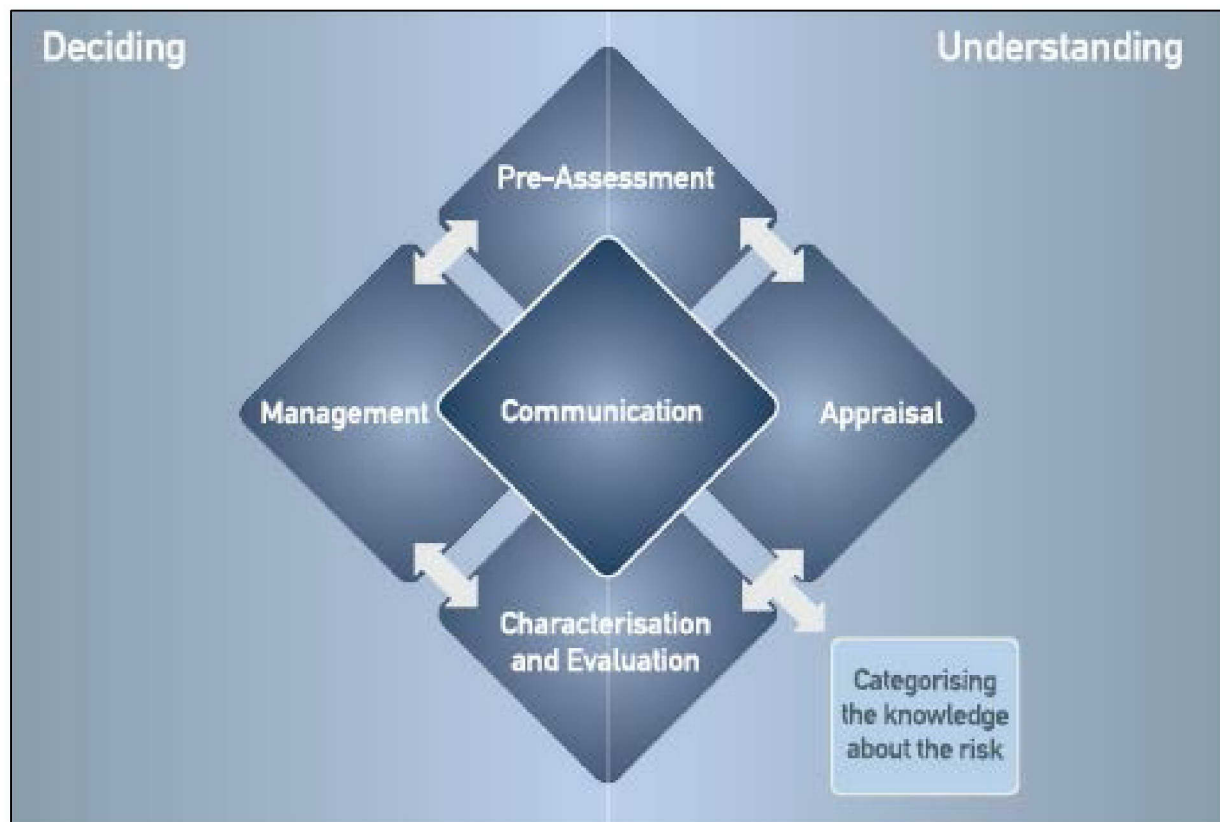 Deciding
Understanding
Pre–Assessment
Management
Communication
Appraisal
Characterisation
and Evaluation
Categorising
the knowledge
about the risk